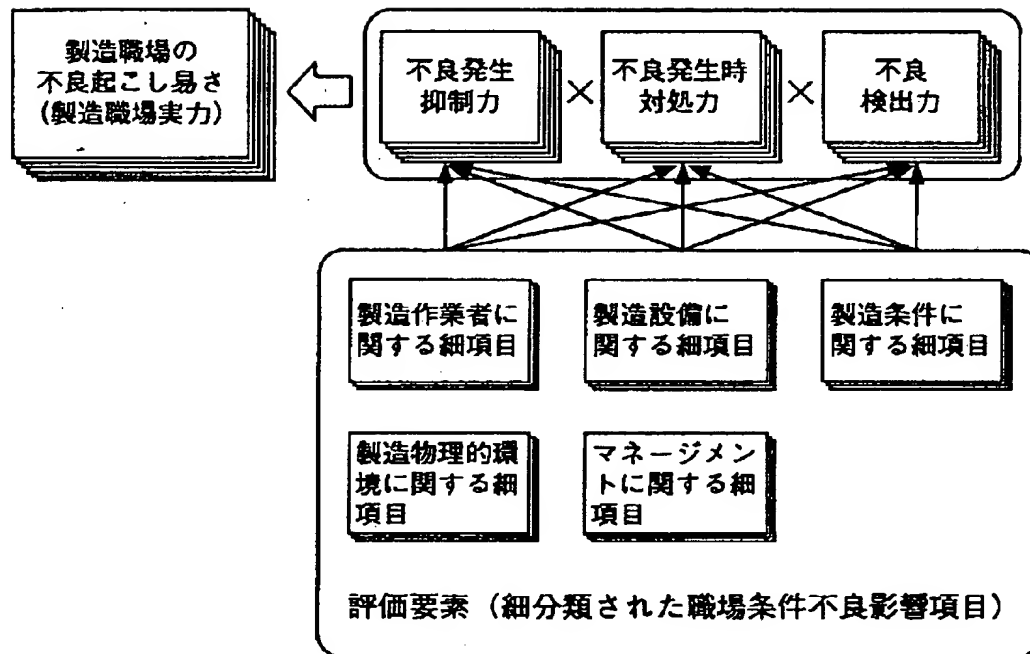 製造職場の
不良起こし易さ
(製造職場実力)
不良発生
抑制力
×
不良発生時
対処力
×
不良
検出力
製造作業者に
関する細項目
製造設備に
関する細項目
製造条件に
関する細項目
製造物理的環
境に関する細
項目
マネージメン
トに関する細
項目
評価要素(細分類された職場条件不良影響項目)